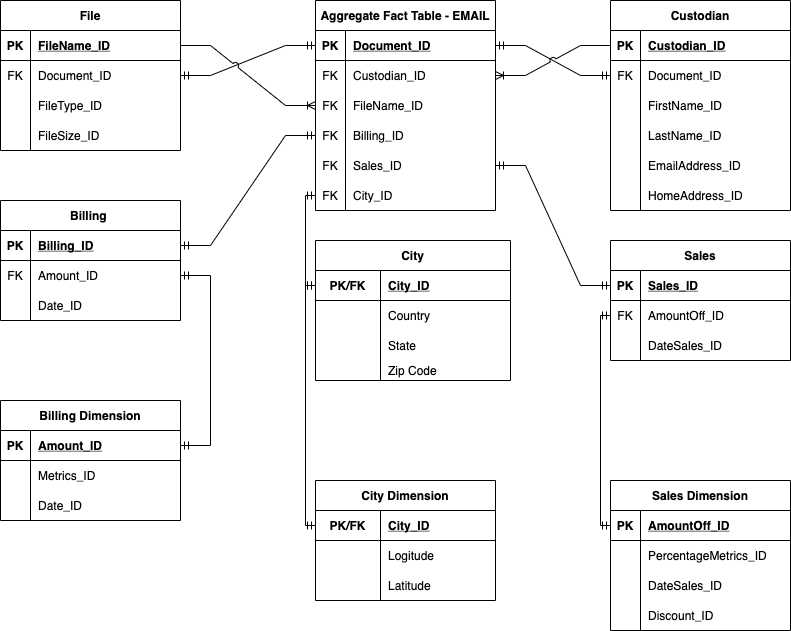 File
PK FileName_ID
FK Document_ID
FileType_ID
FileSize_ID
Aggregate Fact Table - EMAIL
PK Document_ID
FK Custodian_ID
FK FileName_ID
FK Billing_ID
FK Sales_ID
FK City_ID
Custodian
PK Custodian_ID
FK Document_ID
FirstName_ID
LastName_ID
EmailAddress_ID
HomeAddress_ID
Billing
PK Billing_ID
FK Amount_ID
Date_ID
City
PK/FK City_ID
Country
State
Zip Code
Sales
PK Sales_ID
FK AmountOff_ID
DateSales_ID
Billing Dimension
PK Amount_ID
Metrics_ID
Date_ID
City Dimension
PK/FK City_ID
Logitude
Latitude
Sales Dimension
PK AmountOff_ID
PercentageMetrics_ID
DateSales_ID
Discount_ID